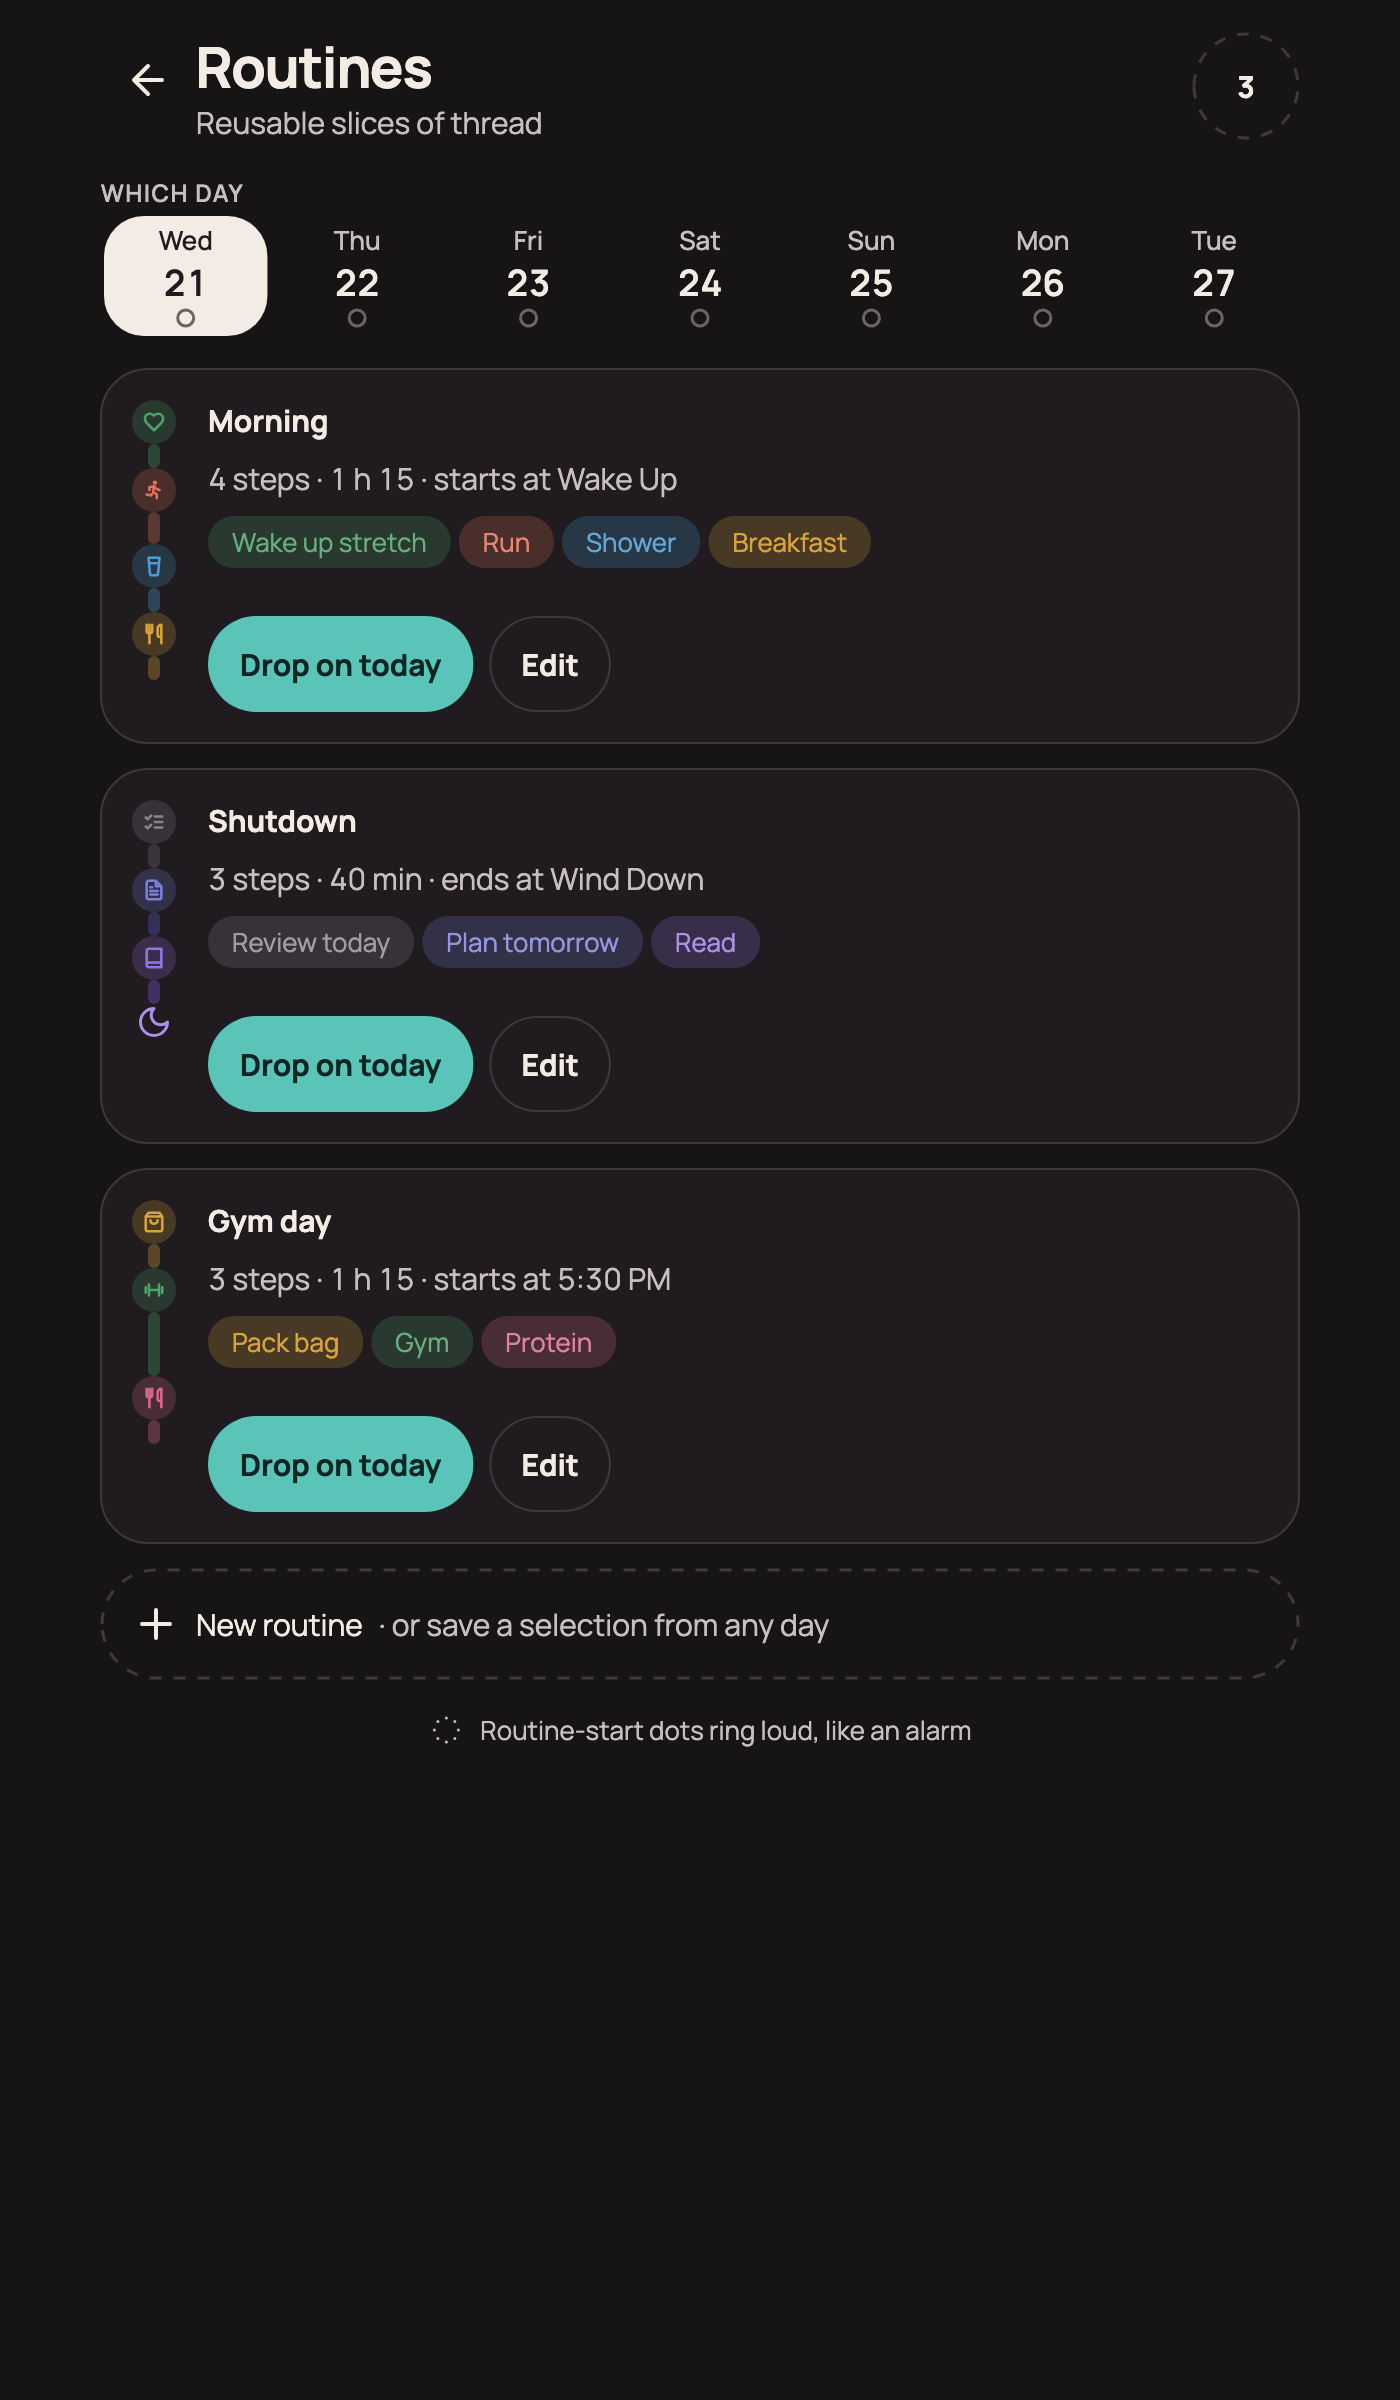 Routines
Reusable slices of thread
3
WHICH DAY
Wed Thu Fri Sat Sun Mon Tue
21 22 23 24 25 26 27
Morning
4 steps · 1 h 15 · starts at Wake Up
Wake up stretch Run Shower Breakfast
Drop on today Edit
Shutdown
3 steps · 40 min · ends at Wind Down
Review today Plan tomorrow Read
Drop on today Edit
Gym day
3 steps · 1 h 15 · starts at 5:30 PM
Pack bag Gym Protein
Drop on today Edit
New routine · or save a selection from any day
Routine-start dots ring loud, like an alarm